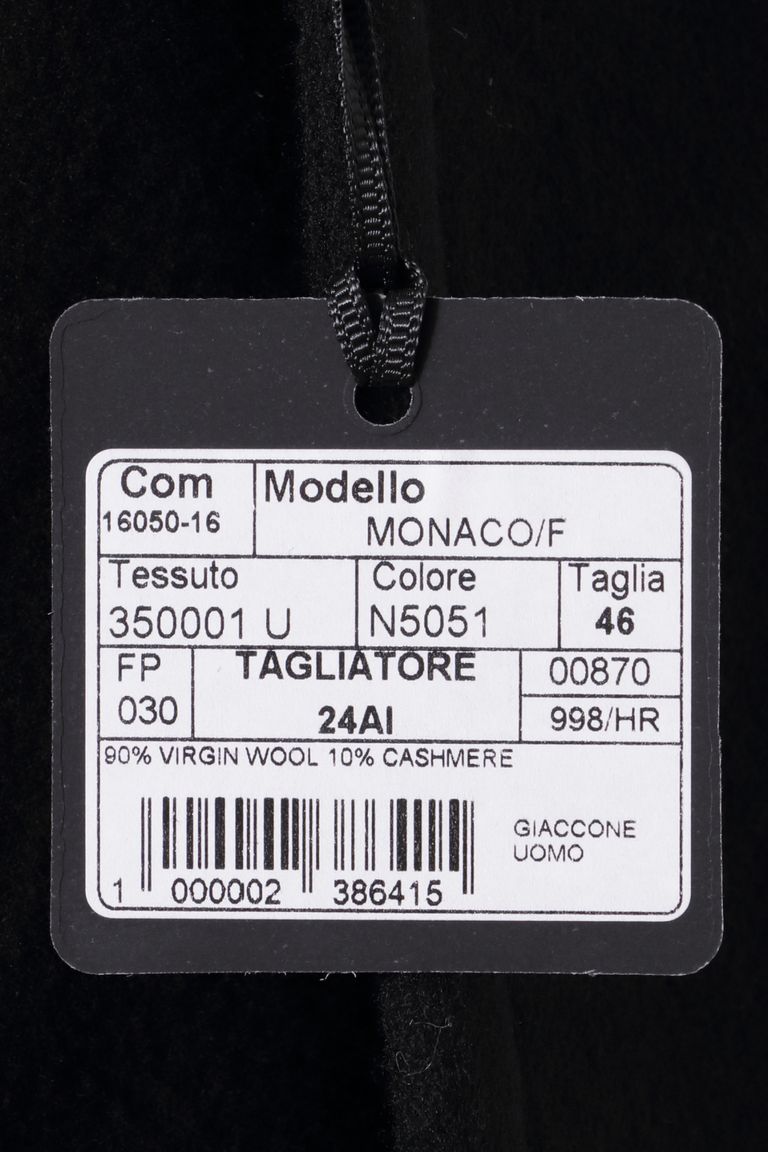 Com
16050-16
Modello
MONACO/F
Tessuto
350001 U
Colore
N5051
Taglia
46
FP
030
TAGLIATORE
24AI
00870
998/HR
90% VIRGIN WOOL 10% CASHMERE
GIACCONE
UOMO
1 000002 386415